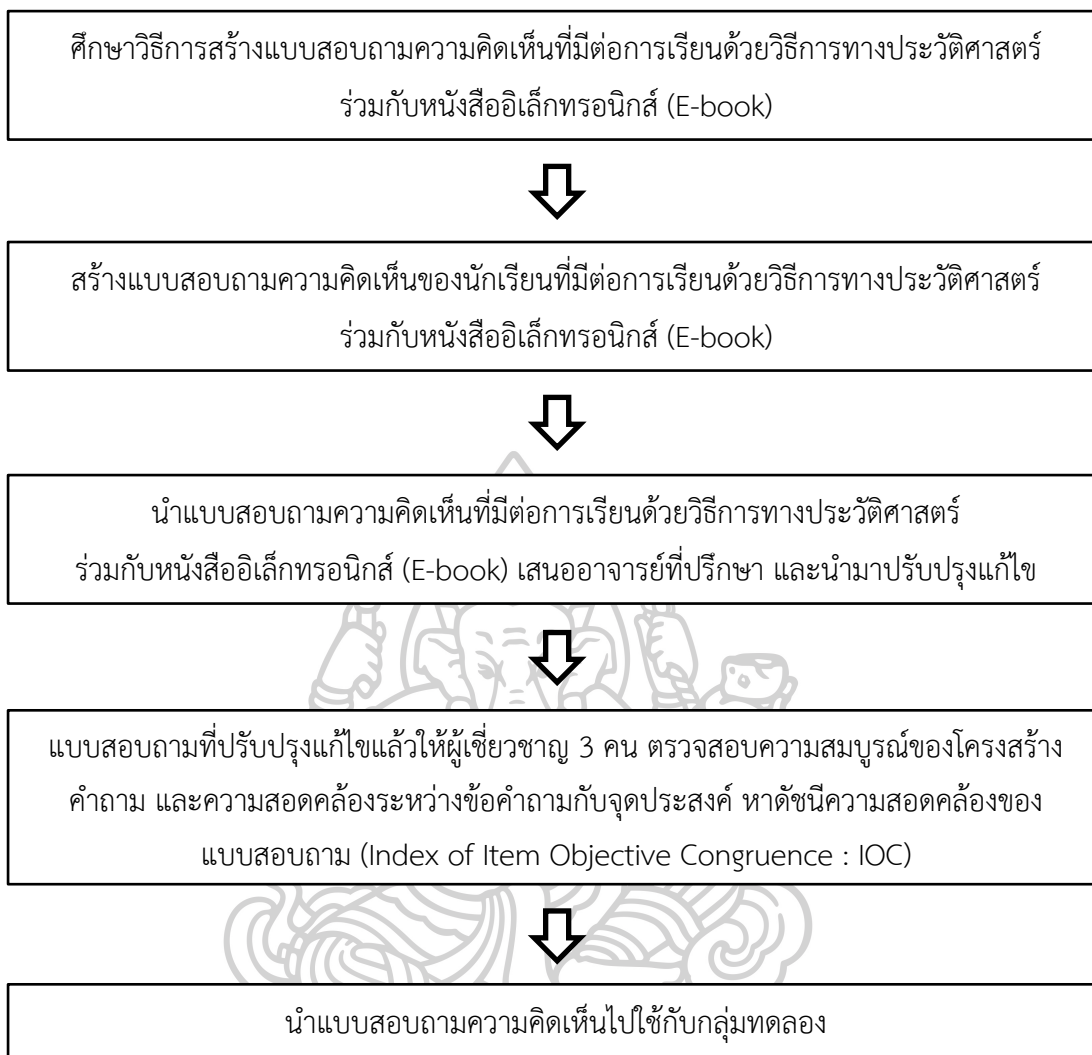 ศึกษาวิธีการสร้างแบบสอบถามความคิดเห็นที่มีต่อการเรียนด้วยวิธีการทางประวัติศาสตร์
ร่วมกับหนังสืออิเล็กทรอนิกส์ (E-book)
สร้างแบบสอบถามความคิดเห็นของนักเรียนที่มีต่อการเรียนด้วยวิธีการทางประวัติศาสตร์
ร่วมกับหนังสืออิเล็กทรอนิกส์ (E-book)
นำแบบสอบถามความคิดเห็นที่มีต่อการเรียนด้วยวิธีการทางประวัติศาสตร์
ร่วมกับหนังสืออิเล็กทรอนิกส์ (E-book) เสนออาจารย์ที่ปรึกษา และนำมาปรับปรุงแก้ไข
แบบสอบถามที่ปรับปรุงแก้ไขแล้วให้ผู้เชี่ยวชาญ 3 คน ตรวจสอบความสมบูรณ์ของโครงสร้าง
คำถาม และความสอดคล้องระหว่างข้อคำถามกับจุดประสงค์ หาดัชนีความสอดคล้องของ
แบบสอบถาม (Index of Item Objective Congruence : IOC)
นำแบบสอบถามความคิดเห็นไปใช้กับกลุ่มทดลอง